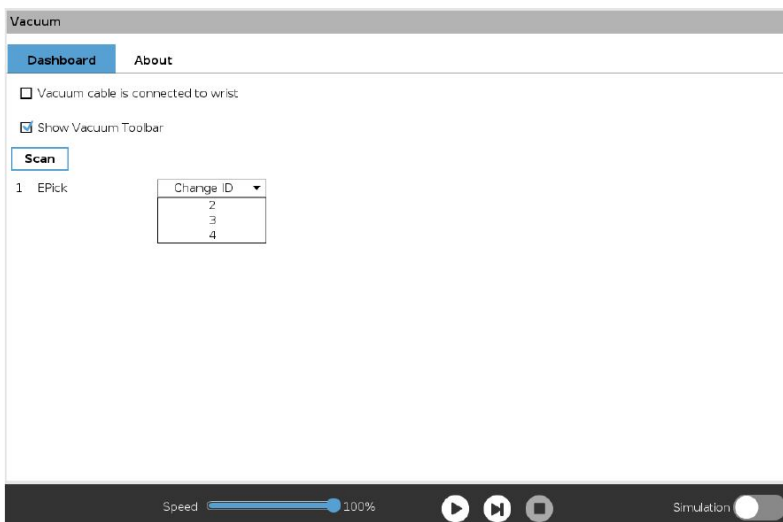 Vacuum
Dashboard About
Vacuum cable is connected to wrist
Show Vacuum Toolbar
Scan
1 EPick Change ID
2
3
4
Speed 100% Simulation